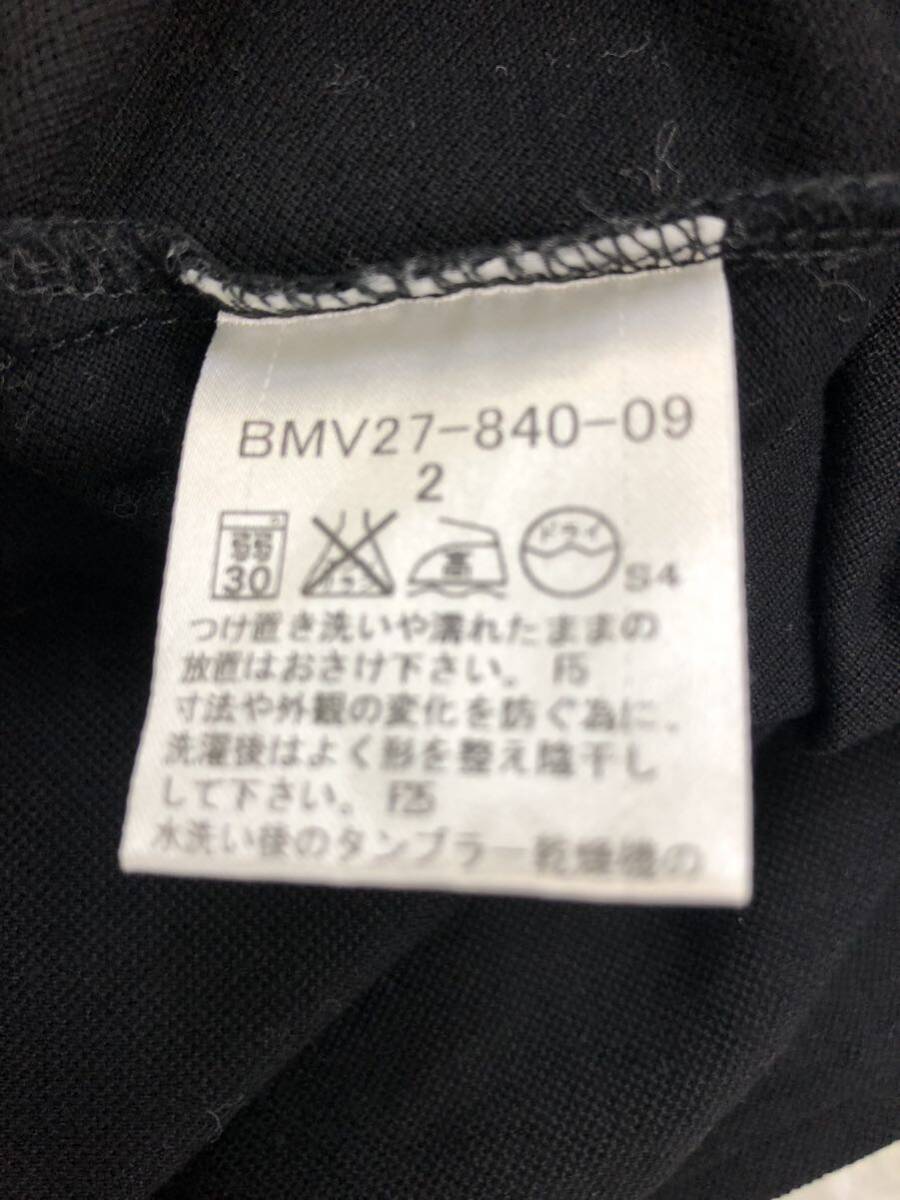 BMV27-840-09
2
30
ドライ
S4
つけ置き洗いや濡れたままの
放置はおさけ下さい。 F5
寸法や外観の変化を防ぐ為に、
洗濯後はよく形を整え陰干し
して下さい。 F25
水洗い後のタンブラー乾燥機の